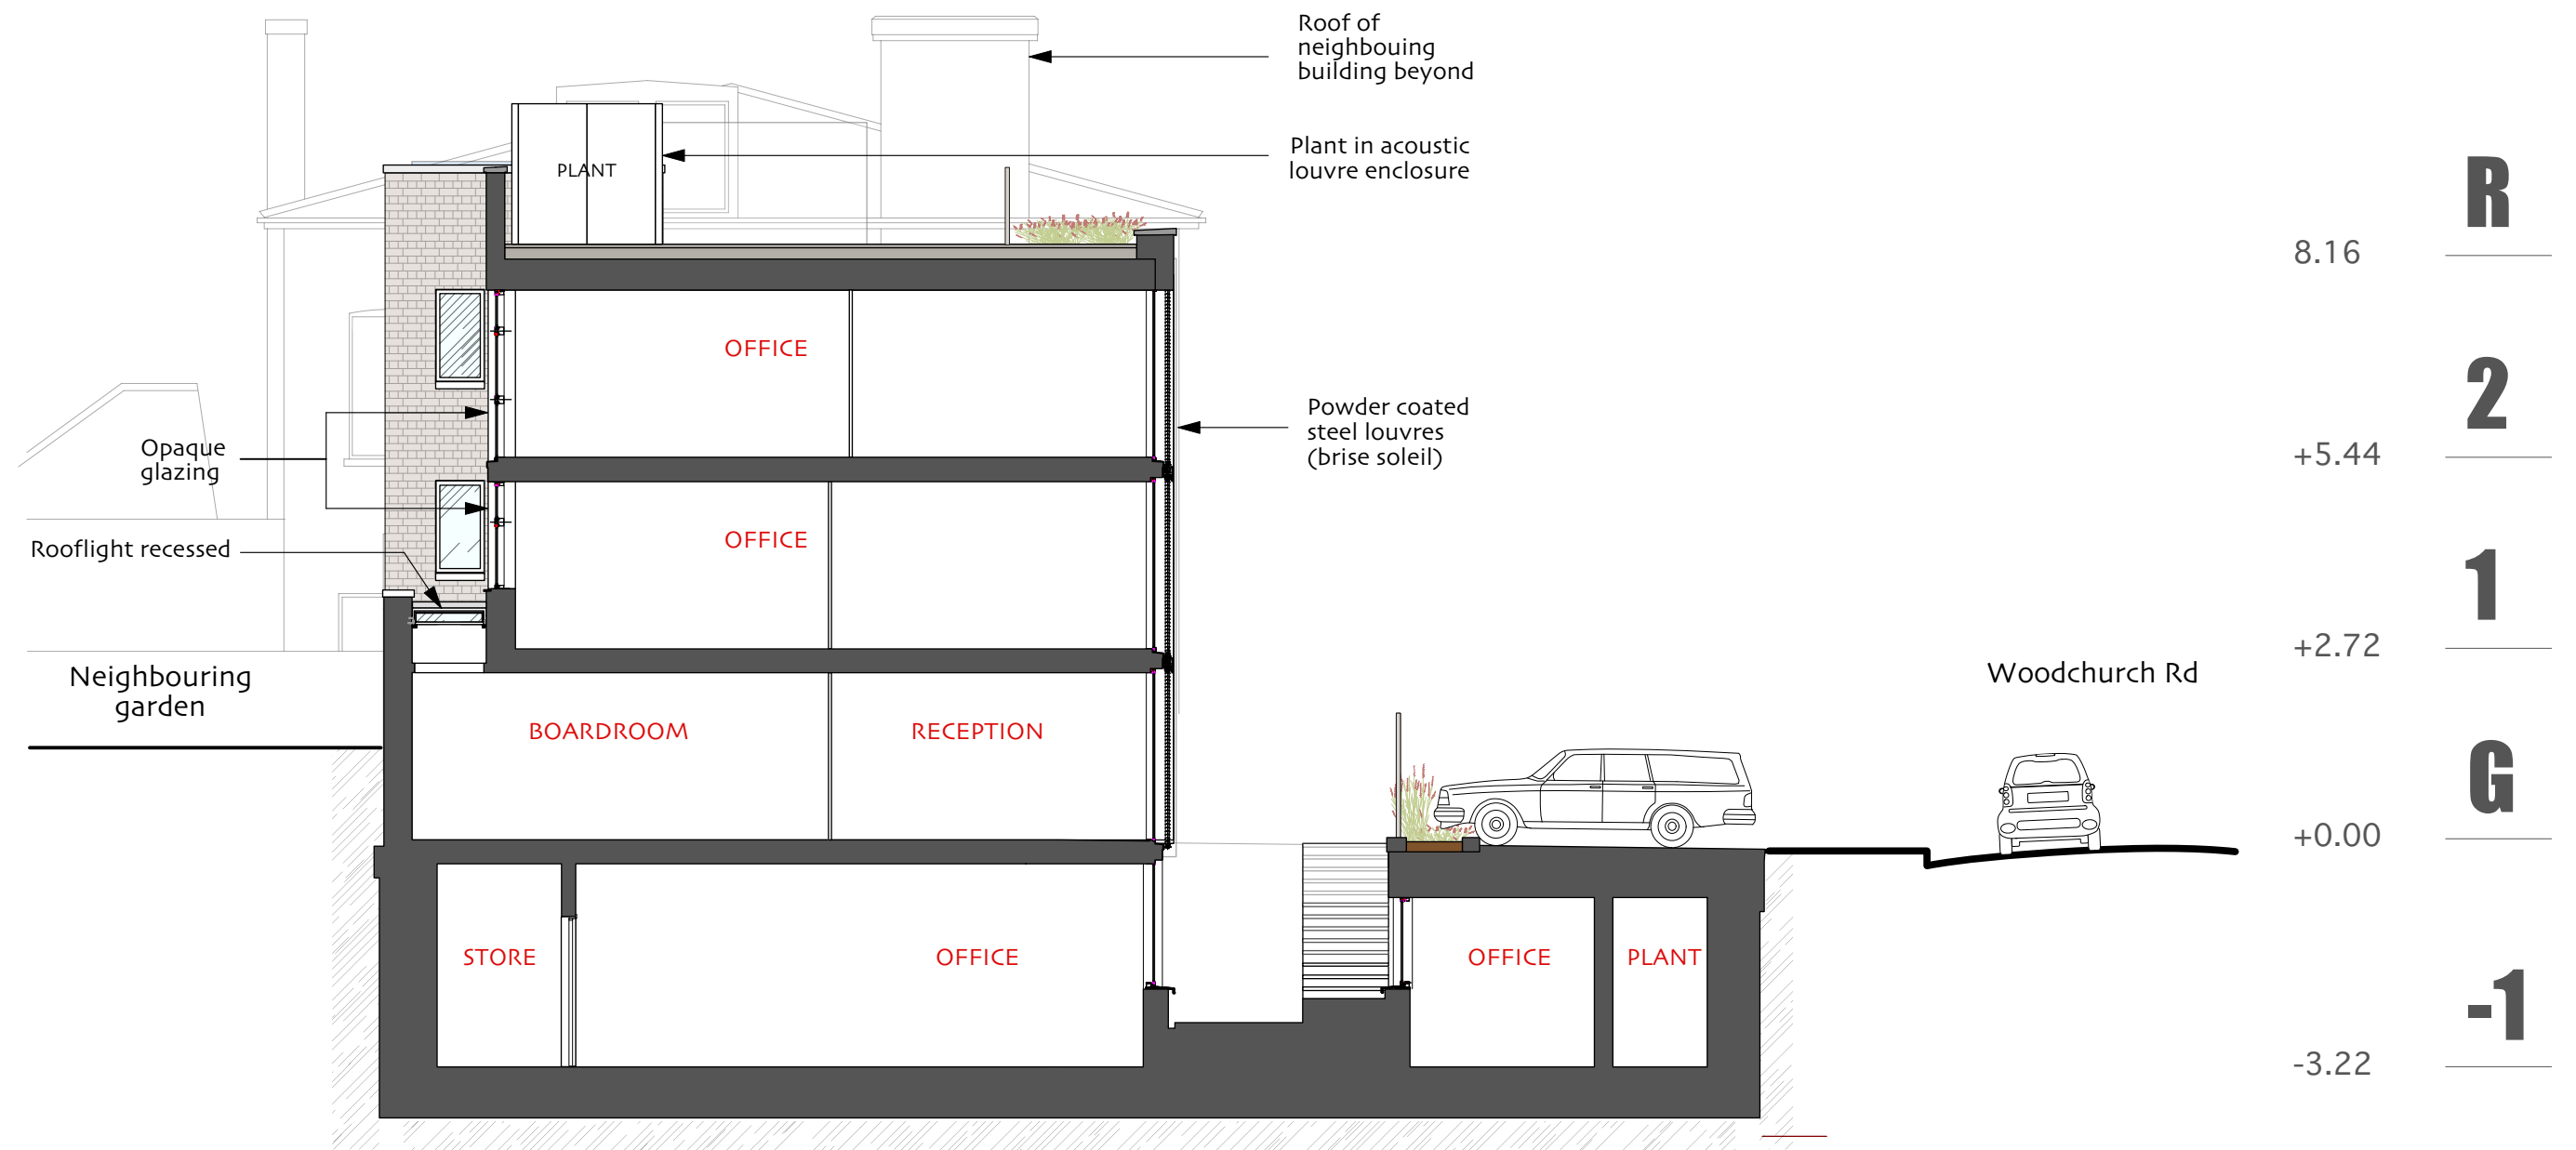 Roof of
neighbouing
building beyond
Plant in acoustic
louvre enclosure
PLANT
R
8.16
OFFICE
2
Powder coated
steel louvres
(brise soleil)
+5.44
Opaque
glazing
OFFICE
Rooflight recessed
1
+2.72
Neighbouring
garden
Woodchurch Rd
BOARDROOM
RECEPTION
G
+0.00
STORE
OFFICE
OFFICE
PLANT
-1
-3.22